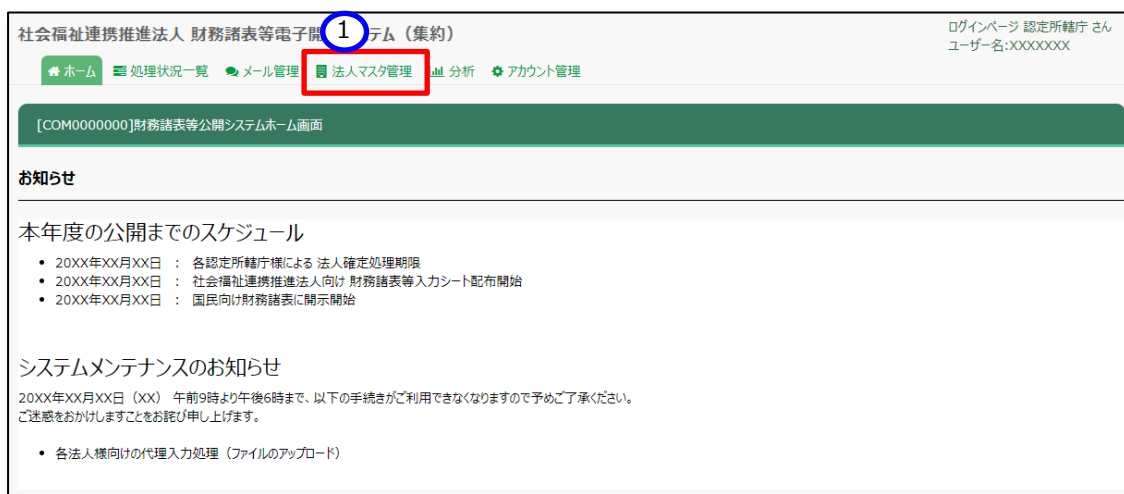 社会福祉連携推進法人 財務諸表等電子開 テム（集約）
1
ログインページ 認定所轄庁 さん
ユーザー名:XXXXXXX
ホーム 処理状況一覧 メール管理 法人マスタ管理 分析 アカウント管理
[COM0000000]財務諸表等公開システムホーム画面
お知らせ
本年度の公開までのスケジュール
• 20XX年XX月XX日 ： 各認定所轄庁様による 法人確定処理期限
• 20XX年XX月XX日 ： 社会福祉連携推進法人向け 財務諸表等入力シート配布開始
• 20XX年XX月XX日 ： 国民向け財務諸表に開示開始
システムメンテナンスのお知らせ
20XX年XX月XX日（XX） 午前9時より午後6時まで、以下の手続きがご利用できなくなりますので予めご了承ください。
ご迷惑をおかけしますことをお詫び申し上げます。
• 各法人様向けの代理入力処理（ファイルのアップロード）